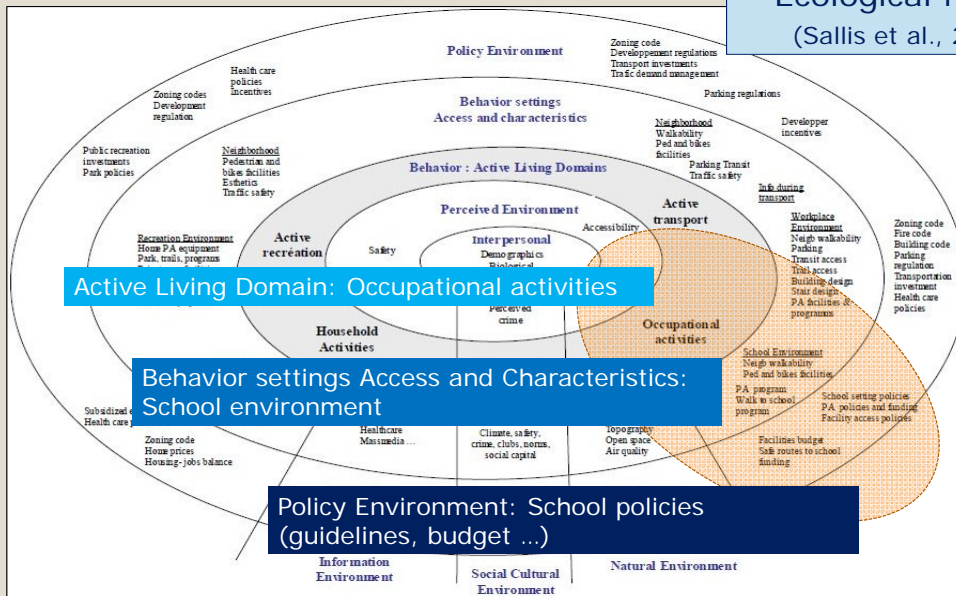 Ecological
(Sallis et al.,
Policy Environment
Zoning code
Developpement regulations
Transport investments
Trafic demand management
Health care
policies
Incentives
Zoning codes
Development
regulation
Parking regulations
Behavior settings
Access and characteristics
Developper
incentives
Public recreation
investments
Park policies
Neighborhood
Pedestrian and
bikes facilities
Esthetics
Traffic safety
Neighborhood
Walkability
Ped and bikes
facilities
Parking Transit
Traffic safety
Behavior : Active Living Domains
Info during
transport
Perceived Environment
Active
transport
Accessibility
Recreation Environment
Home PA equipment
Park, trails, programs
Active
recréation
Safety
Interpersonal
Demographics
Biological
Workplace
Environment
Neigb walkability
Parking
Transit access
Trail access
Building design
Stair design
PA facilities &
programs
Zoning code
Fire code
Building code
Parking
regulation
Transportation
investment
Health care
policies
Active Living Domain: Occupational activities
Perceived
crime
Household
Activities
Occupational
activities
School Environment
Neigb walkability
Ped and bikes facilities
PA program
Walk to school
program
School setting policies
PA policies and funding
Facility access policies
Behavior settings Access and Characteristics:
School environment
Subsidized
Health care
Zoning code
Home prices
Housing- jobs balance
Healthcare
Massmedia ...
Climate, safety,
crime, clubs, norms,
social capital
Topography
Open space
Air quality
Facilities budget
Safe routes to school
funding
Policy Environment: School policies
(guidelines, budget ...)
Information
Environment
Social Cultural
Environment
Natural Environment